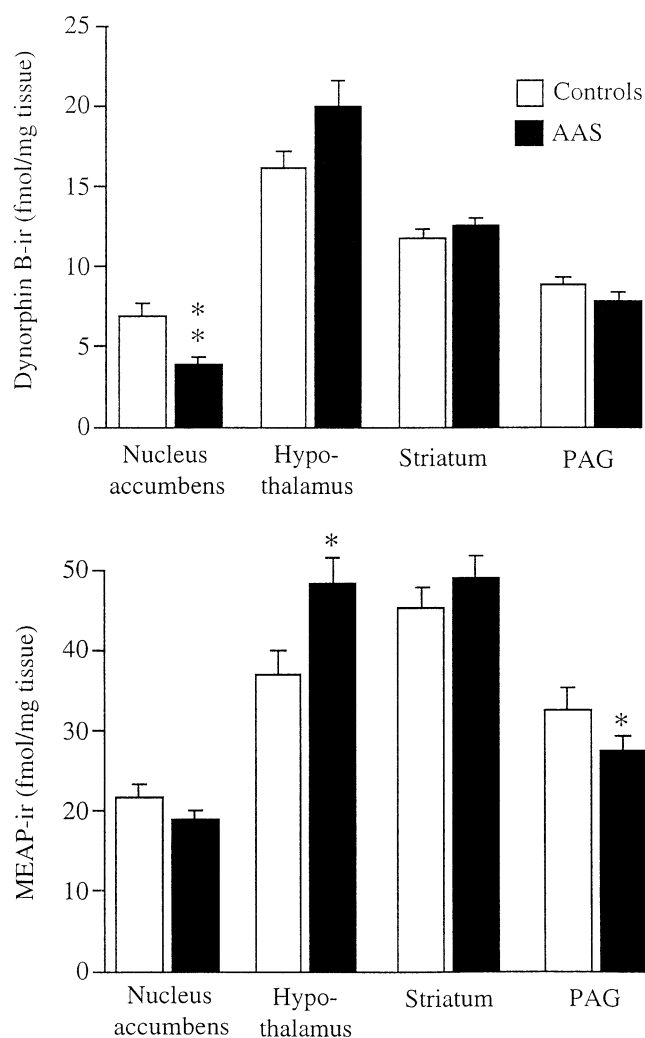 25
20
15
10
5
0
Dynorphin B-ir (fmol/mg tissue)
Controls
AAS
*
*
Nucleus
accumbens
Hypo-
thalamus
Striatum
PAG
50
40
30
20
10
0
MEAP-ir (fmol/mg tissue)
*
*
Nucleus
accumbens
Hypo-
thalamus
Striatum
PAG